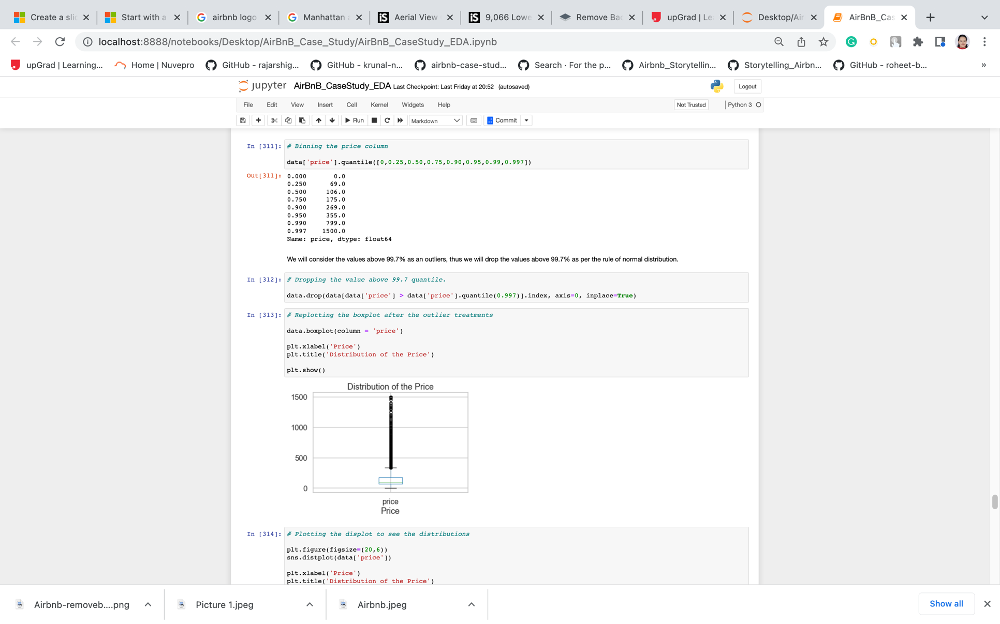 Create a slic
Start with a
airbnb logo
Manhattan a
iS Aerial View
iS 9,066 Lowe
Remove Bac
upGrad | Lea
Desktop/Air
AirBnB_Cas
localhost:8888/notebooks/Desktop/AirBnB_Case_Study/AirBnB_CaseStudy_EDA.ipynb
upGrad | Learning...
Home | Nuvepro
GitHub - rajarshig...
GitHub - krunal-n...
airbnb-case-stud...
Search · For the p...
Airbnb_Storytellin...
Storytelling_Airbn...
GitHub - roheet-b...
»
jupyter AirBnB_CaseStudy_EDA Last Checkpoint: Last Friday at 20:52 (autosaved)
Logout
File Edit View Insert Cell Kernel Widgets Help
Not Trusted
Python 3
Run
Markdown
Commit
In [311]: # Binning the price column
data['price'].quantile([0,0.25,0.50,0.75,0.90,0.95,0.99,0.997])
Out[311]: 0.000 0.0
0.250 69.0
0.500 106.0
0.750 175.0
0.900 269.0
0.950 355.0
0.990 799.0
0.997 1500.0
Name: price, dtype: float64
We will consider the values above 99.7% as an outliers, thus we will drop the values above 99.7% as per the rule of normal distribution.
In [312]: # Dropping the value above 99.7 quantile.
data.drop(data[data['price'] > data['price'].quantile(0.997)].index, axis=0, inplace=True)
In [313]: # Replotting the boxplot after the outlier treatments
data.boxplot(column = 'price')
plt.xlabel('Price')
plt.title('Distribution of the Price')
plt.show()
Distribution of the Price
1500
1000
500
0
price
Price
In [314]: # Plotting the displot to see the distributions
plt.figure(figsize=(20,6))
sns.distplot(data['price'])
plt.xlabel('Price')
plt.title('Distribution of the Price')
Airbnb-removeb....png
Picture 1.jpeg
Airbnb.jpeg
Show all